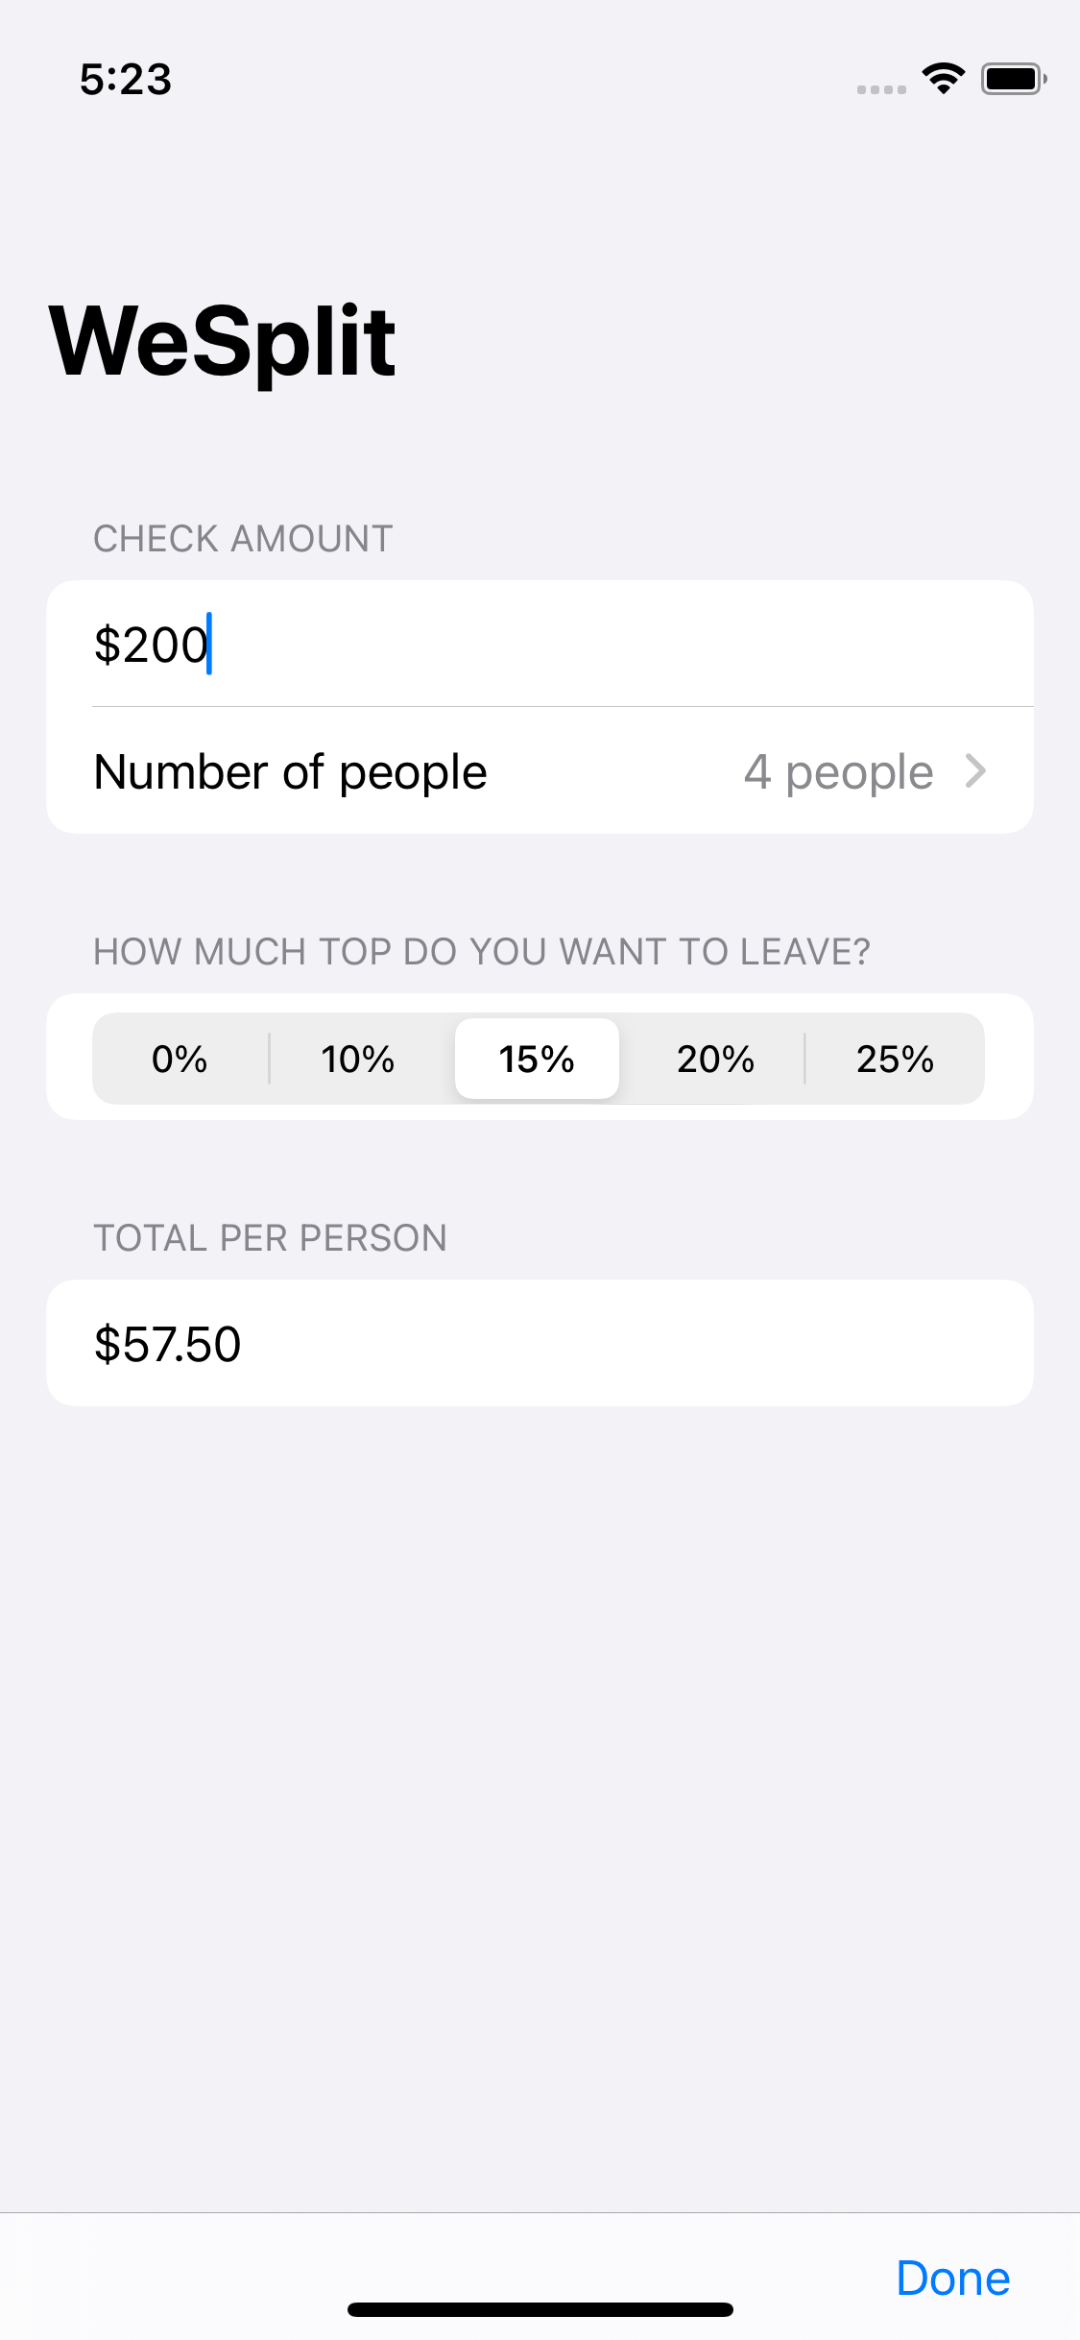 5:23
WeSplit
CHECK AMOUNT
$200
Number of people 4 people
HOW MUCH TOP DO YOU WANT TO LEAVE?
0% 10% 15% 20% 25%
TOTAL PER PERSON
$57.50
Done